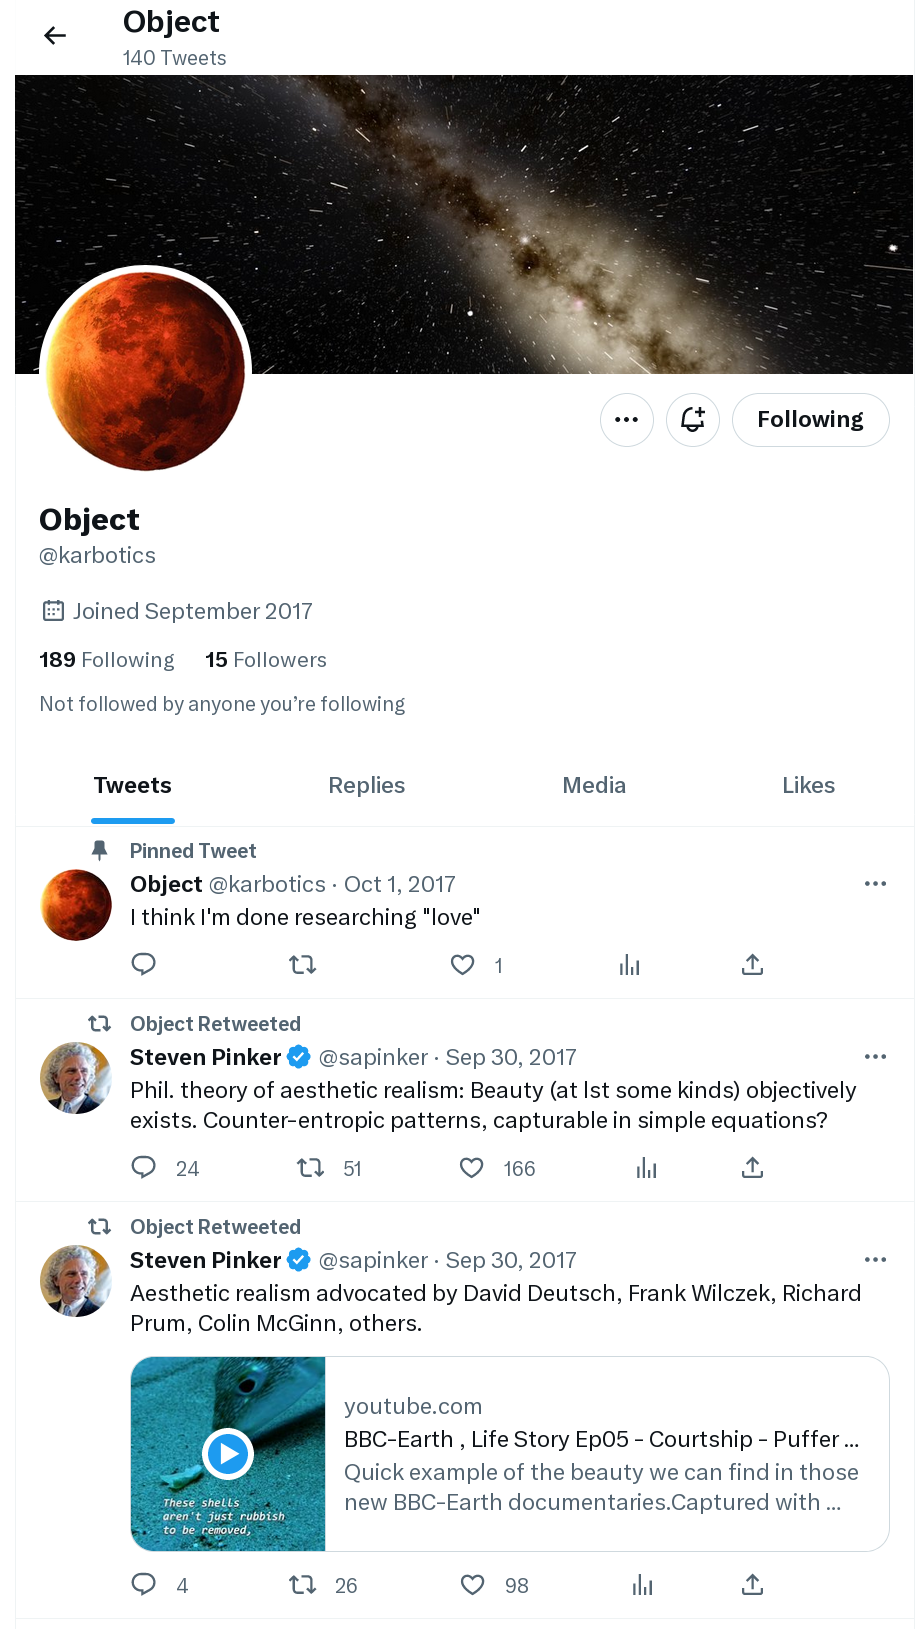 Object
140 Tweets
Following
Object
@karbotics
Joined September 2017
189 Following 15 Followers
Not followed by anyone you’re following
Tweets Replies Media Likes
Pinned Tweet
Object @karbotics · Oct 1, 2017
I think I'm done researching "love"
1
Object Retweeted
Steven Pinker @sapinker · Sep 30, 2017
Phil. theory of aesthetic realism: Beauty (at lst some kinds) objectively
exists. Counter-entropic patterns, capturable in simple equations?
24 51 166
Object Retweeted
Steven Pinker @sapinker · Sep 30, 2017
Aesthetic realism advocated by David Deutsch, Frank Wilczek, Richard
Prum, Colin McGinn, others.
youtube.com
BBC-Earth , Life Story Ep05 - Courtship - Puffer ...
Quick example of the beauty we can find in those
new BBC-Earth documentaries.Captured with ...
These shells
aren't just rubbish
to be removed,
4 26 98